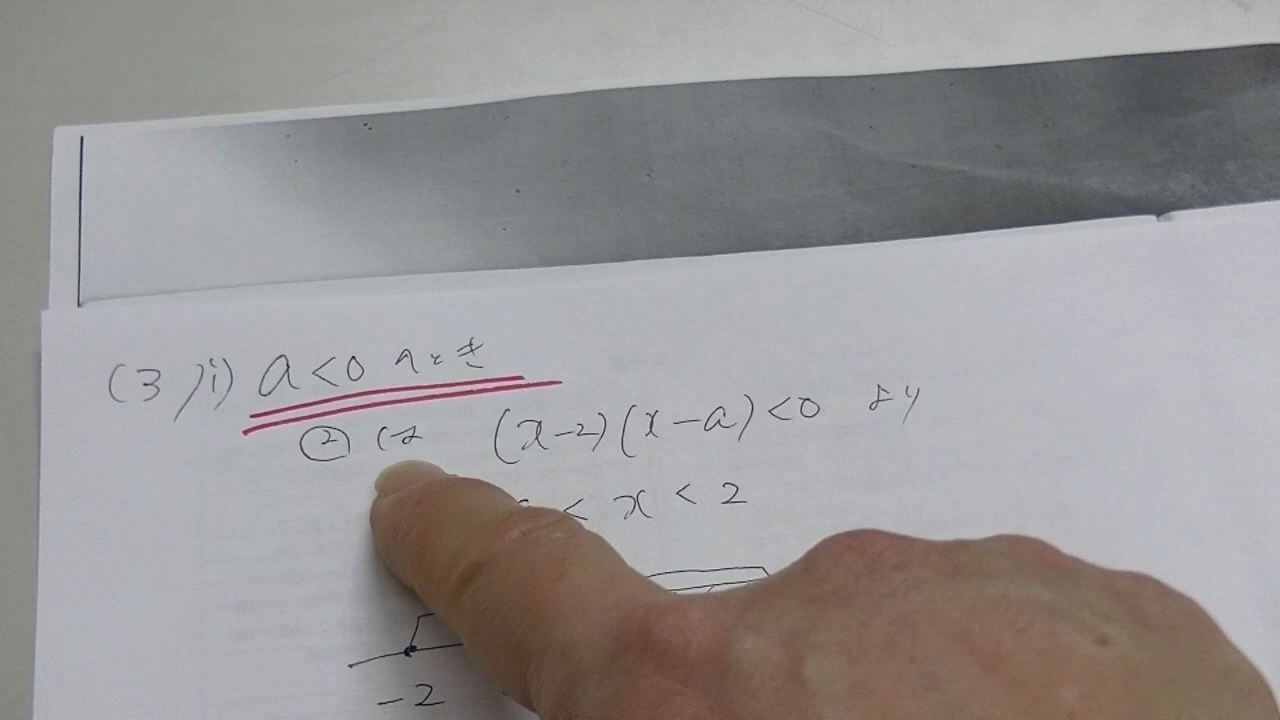 (3)i) a<0 のとき
② は (x-2)(x-a)<0 より
< x < 2
-2